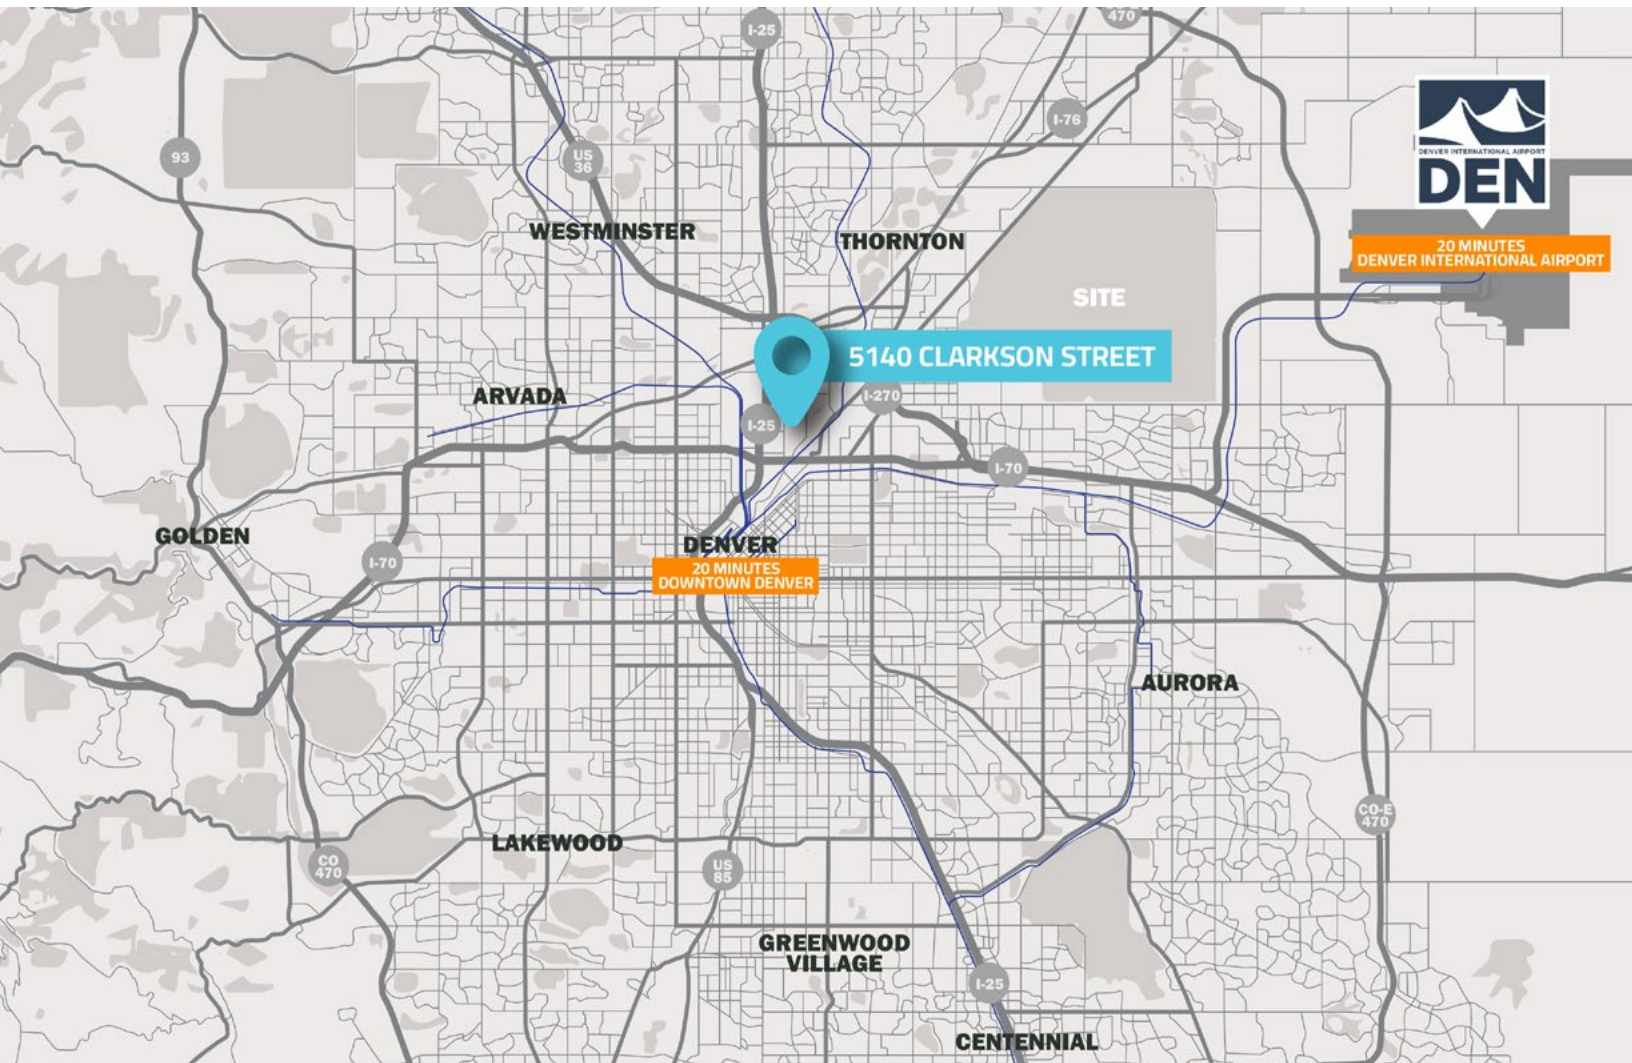 470
I-25
I-76
93
US
36
DENVER INTERNATIONAL AIRPORT
DEN
WESTMINSTER
THORNTON
20 MINUTES
DENVER INTERNATIONAL AIRPORT
SITE
5140 CLARKSON STREET
ARVADA
I-270
I-25
I-70
GOLDEN
DENVER
I-70
20 MINUTES
DOWNTOWN DENVER
AURORA
CO-E
470
LAKEWOOD
CO
470
US
85
GREENWOOD
VILLAGE
I-25
CENTENNIAL